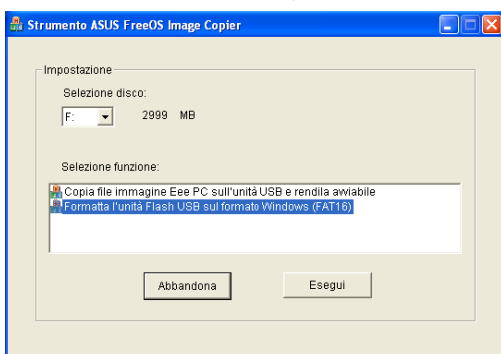 Strumento ASUS FreeOS Image Copier
Impostazione
Selezione disco:
F: 2999 MB
Selezione funzione:
Copia file immagine Eee PC sull'unità USB e rendila avviabile
Formatta l'unità Flash USB sul formato Windows (FAT16)
Abbandona Esegui